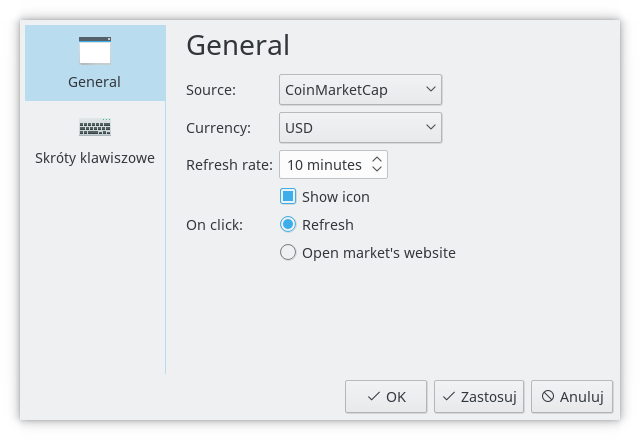 General
Skróty klawiszowe
General
Source: CoinMarketCap
Currency: USD
Refresh rate: 10 minutes
Show icon
On click: Refresh
Open market's website
OK Zastosuj Anuluj